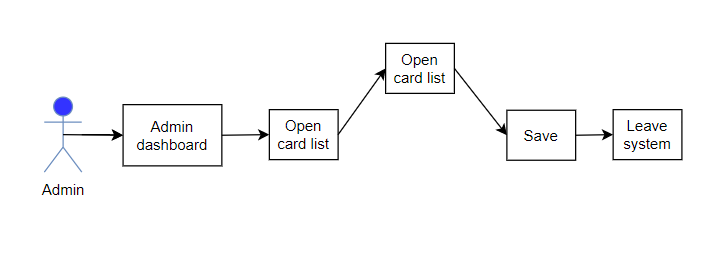 Admin
Admin
dashboard
Open
card list
Open
card list
Save
Leave
system